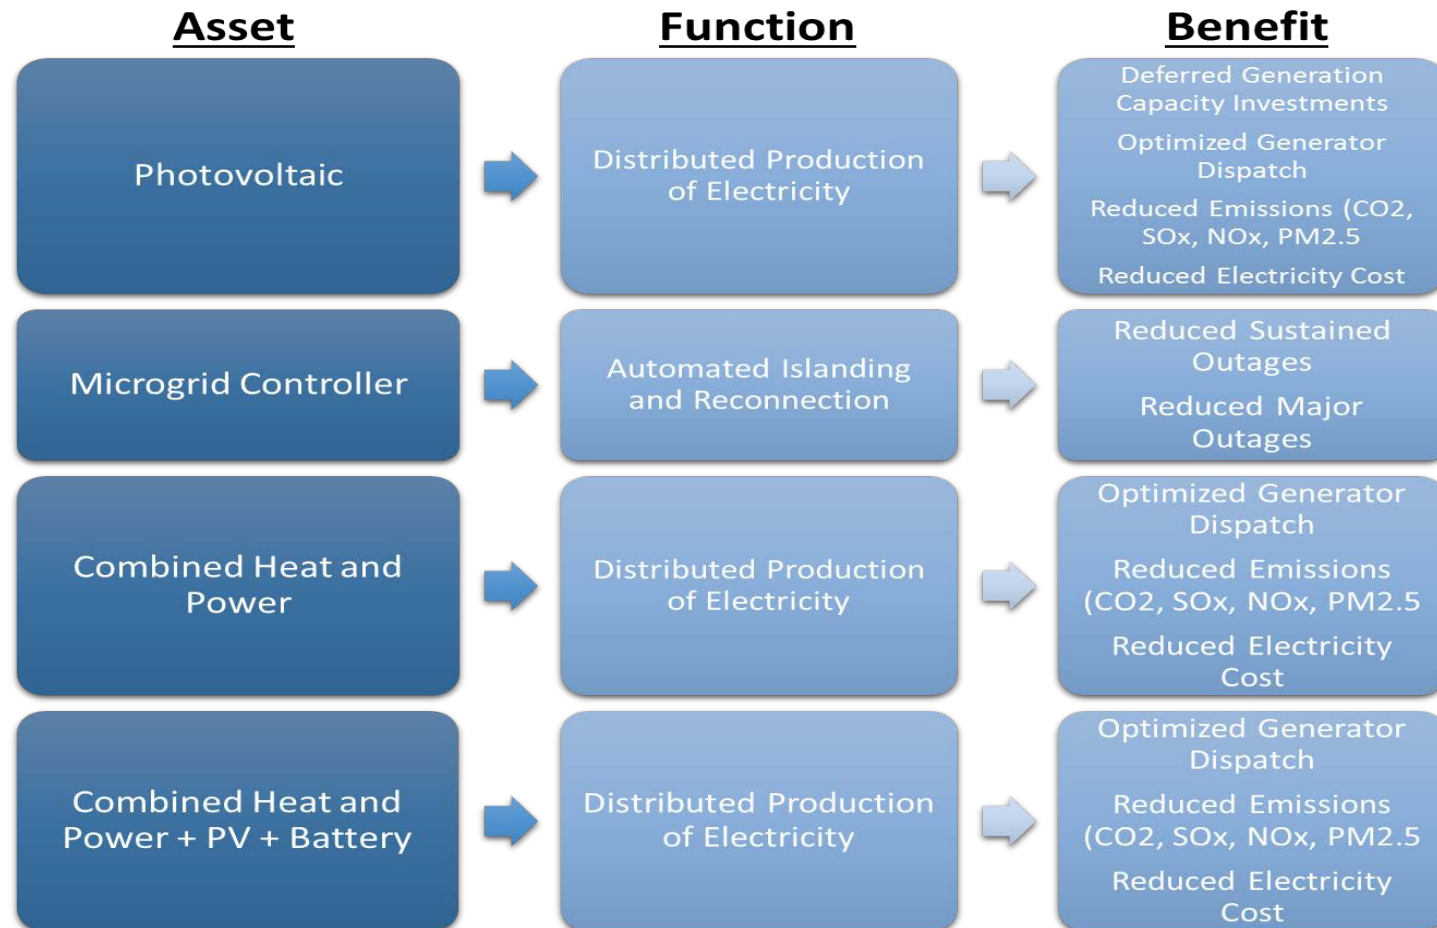 Asset
Function
Benefit
Photovoltaic
Distributed Production
of Electricity
Deferred Generation
Capacity Investments
Optimized Generator
Dispatch
Reduced Emissions (CO2,
SOx, NOx, PM2.5
Reduced Electricity Cost
Microgrid Controller
Automated Islanding
and Reconnection
Reduced Sustained
Outages
Reduced Major
Outages
Combined Heat and
Power
Distributed Production
of Electricity
Optimized Generator
Dispatch
Reduced Emissions
(CO2, SOx, NOx, PM2.5
Reduced Electricity
Cost
Combined Heat and
Power + PV + Battery
Distributed Production
of Electricity
Optimized Generator
Dispatch
Reduced Emissions
(CO2, SOx, NOx, PM2.5
Reduced Electricity
Cost